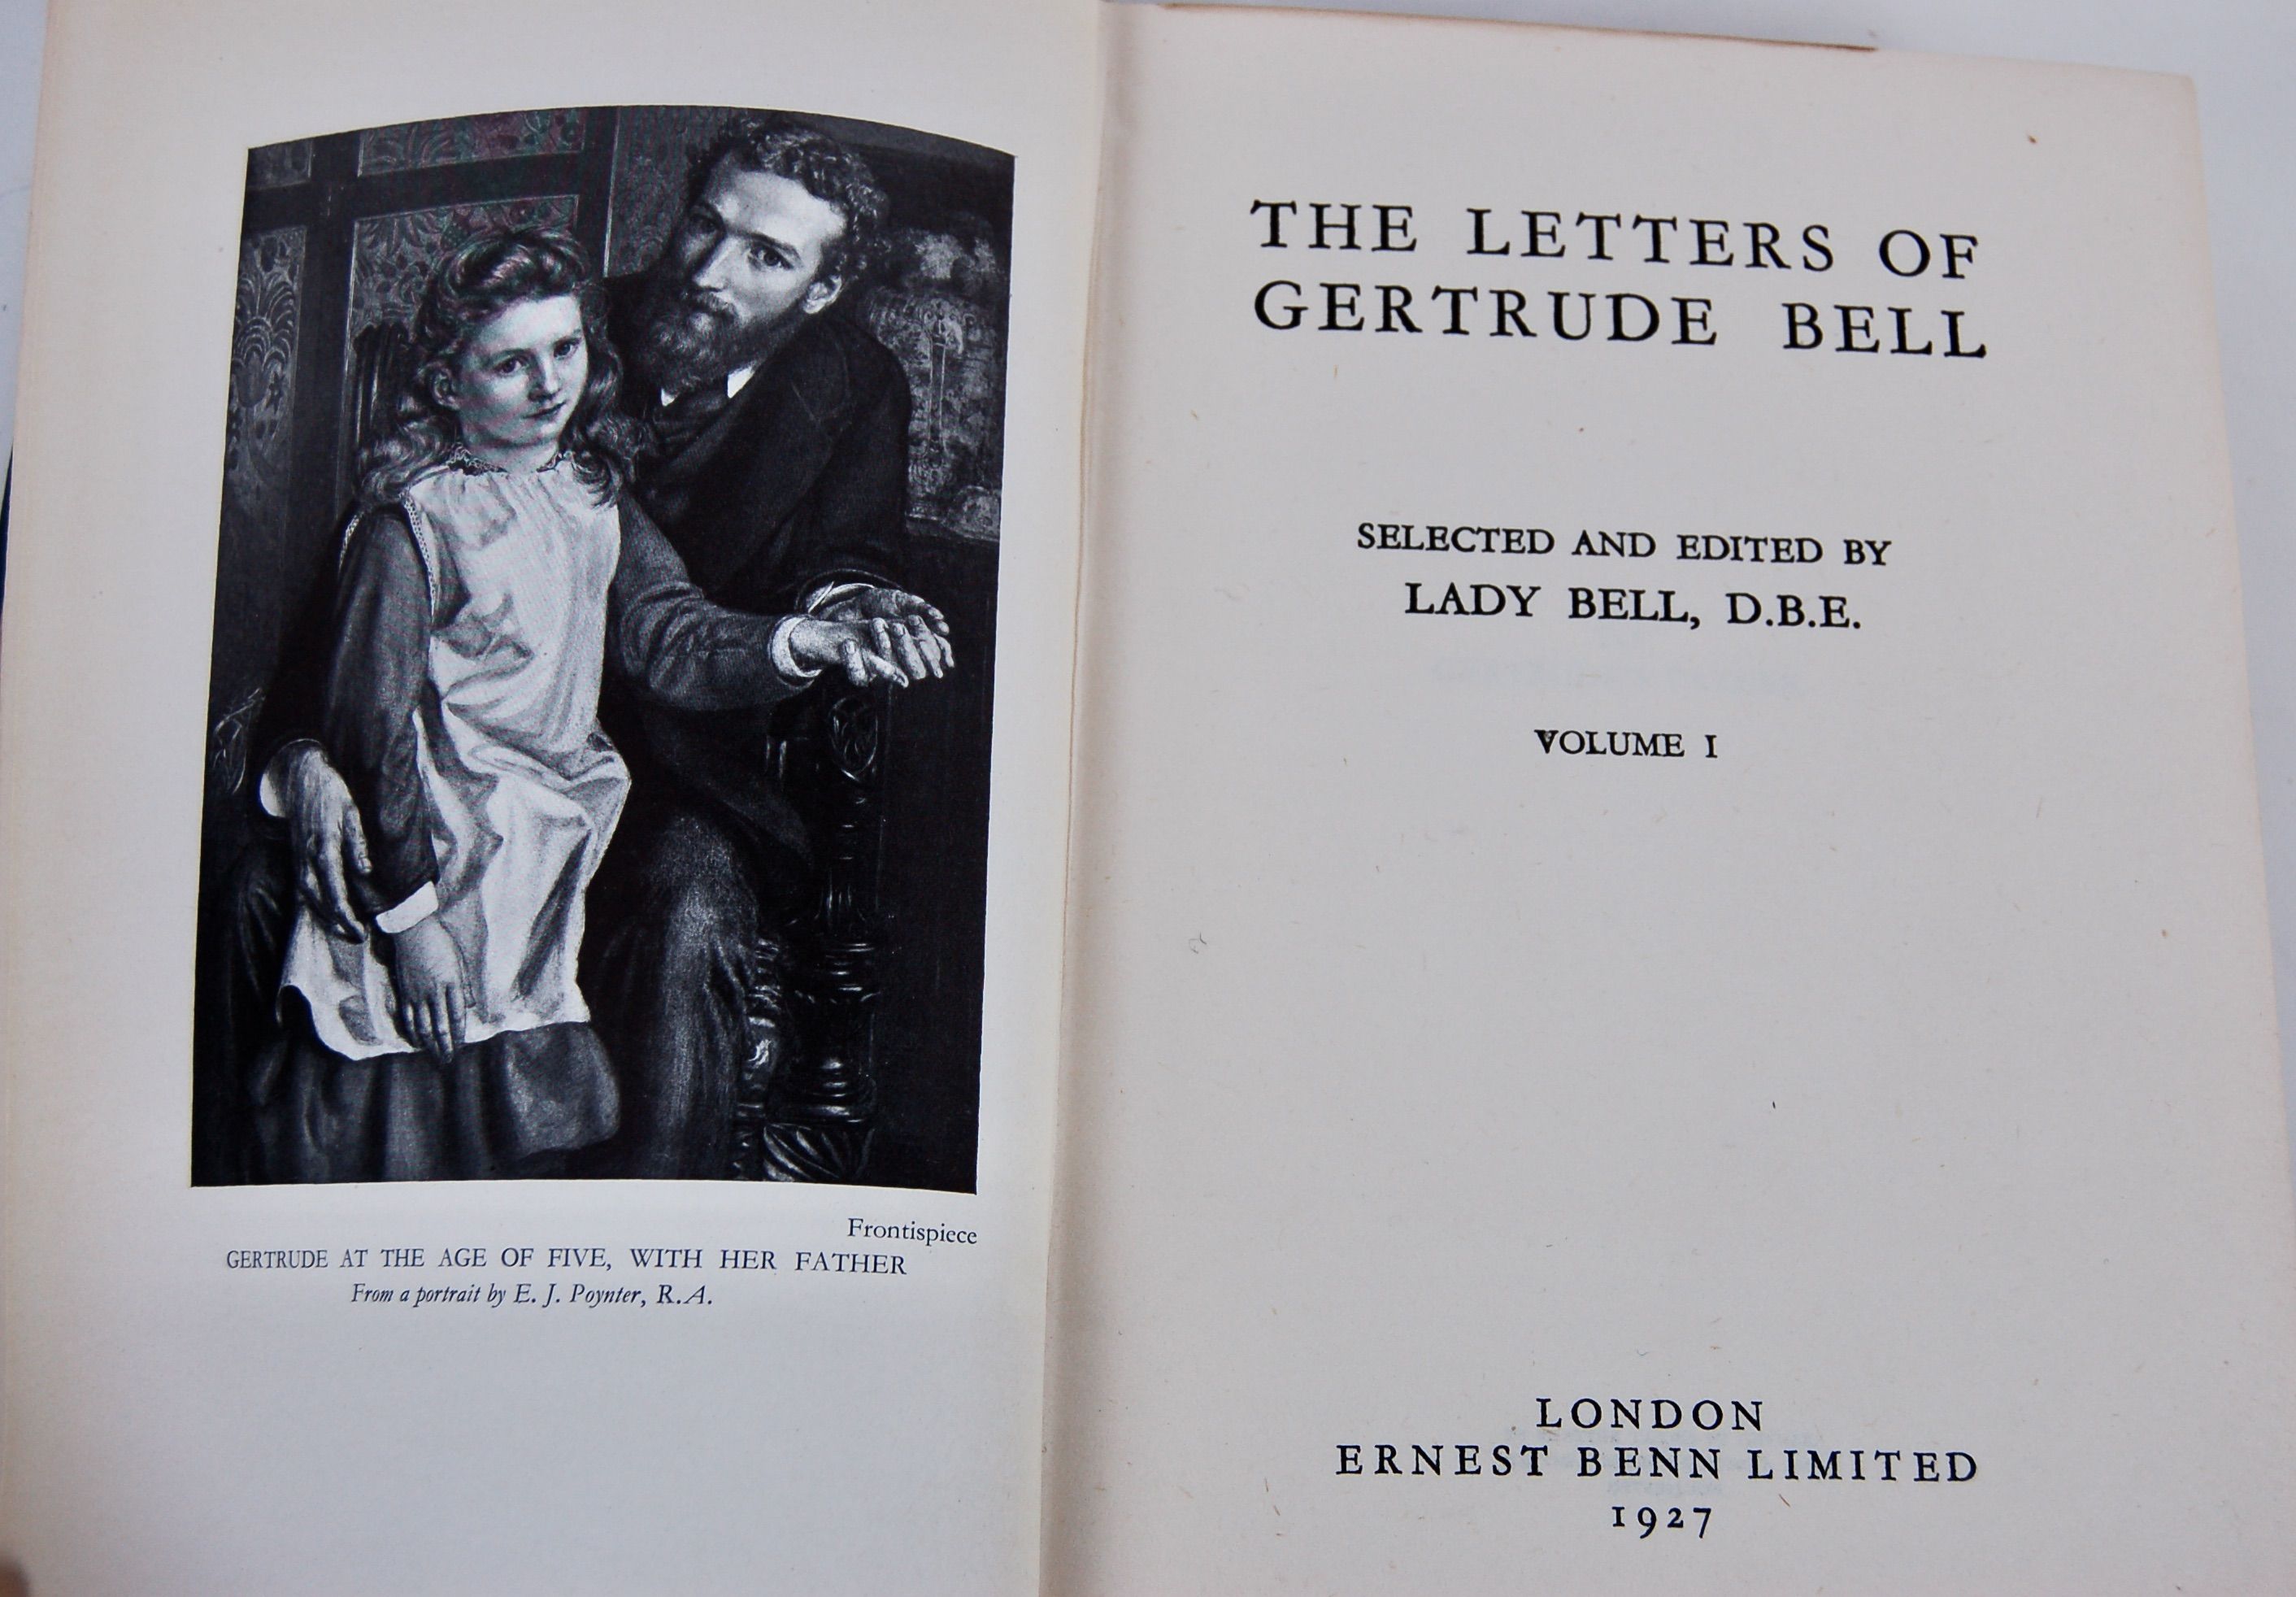 Frontispiece
GERTRUDE AT THE AGE OF FIVE, WITH HER FATHER
From a portrait by E. J. Poynter, R.A.
THE LETTERS OF
GERTRUDE BELL
SELECTED AND EDITED BY
LADY BELL, D.B.E.
VOLUME I
LONDON
ERNEST BENN LIMITED
1927